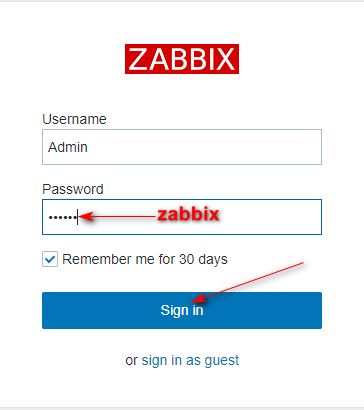 ZABBIX
Username
Admin
Password
•••••• zabbix
Remember me for 30 days
Sign in
or sign in as guest